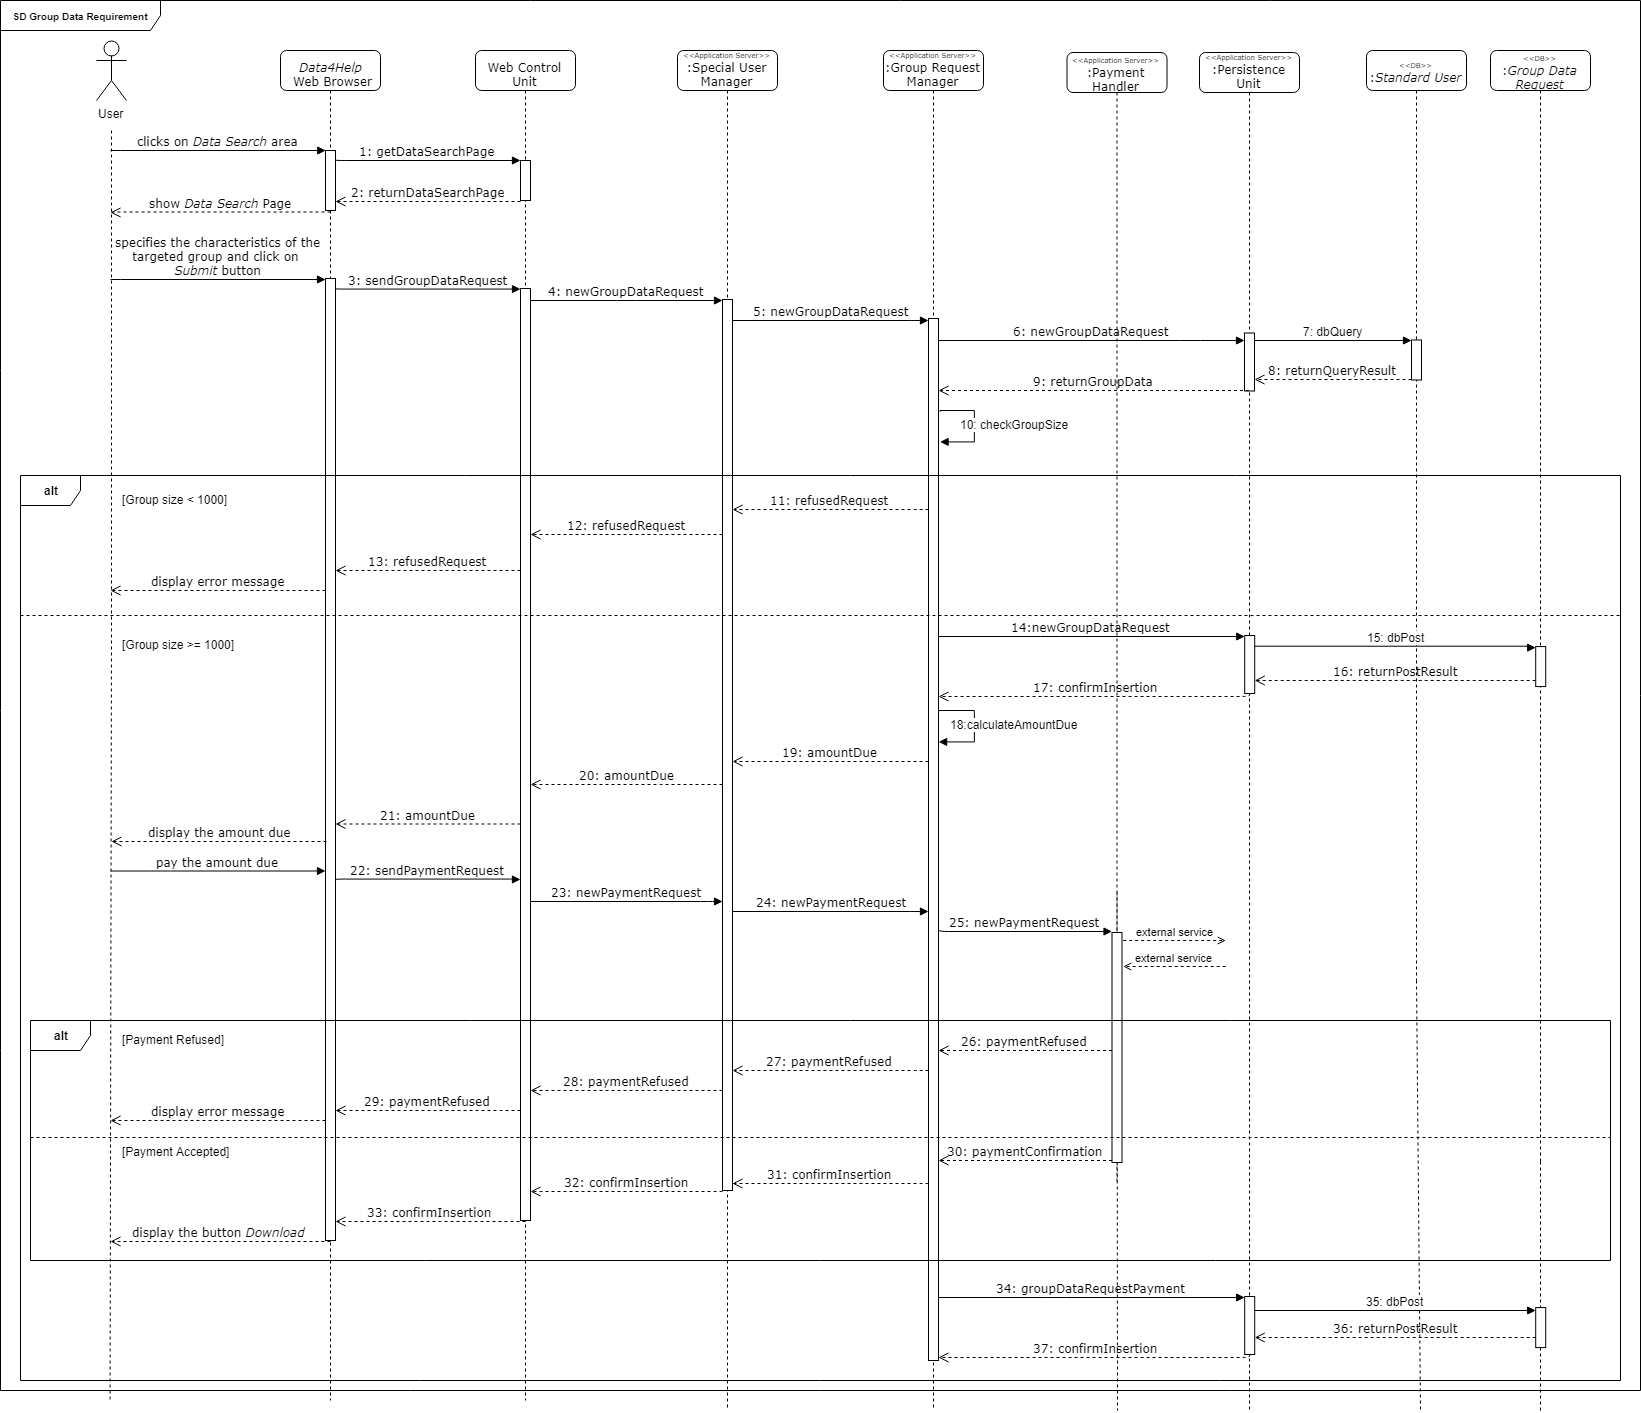 SD Group Data Requirement
User
Data4Help
Web Browser
Web Control
Unit
<<Application Server>>
:Special User
Manager
<<Application Server>>
:Group Request
Manager
<<Application Server>>
:Payment
Handler
<<Application Server>>
:Persistence
Unit
<<DB>>
:Standard User
<<DB>>
:Group Data
Request
clicks on Data Search area
1: getDataSearchPage
2: returnDataSearchPage
show Data Search Page
specifies the characteristics of the
targeted group and click on
Submit button
3: sendGroupDataRequest
4: newGroupDataRequest
5: newGroupDataRequest
6: newGroupDataRequest
7: dbQuery
8: returnQueryResult
9: returnGroupData
10: checkGroupSize
alt
[Group size < 1000]
11: refusedRequest
12: refusedRequest
13: refusedRequest
display error message
[Group size >= 1000]
14:newGroupDataRequest
15: dbPost
16: returnPostResult
17: confirmInsertion
18:calculateAmountDue
19: amountDue
20: amountDue
21: amountDue
display the amount due
pay the amount due
22: sendPaymentRequest
23: newPaymentRequest
24: newPaymentRequest
25: newPaymentRequest
external service
external service
alt
[Payment Refused]
26: paymentRefused
27: paymentRefused
28: paymentRefused
29: paymentRefused
display error message
[Payment Accepted]
30: paymentConfirmation
31: confirmInsertion
32: confirmInsertion
33: confirmInsertion
display the button Download
34: groupDataRequestPayment
35: dbPost
36: returnPostResult
37: confirmInsertion